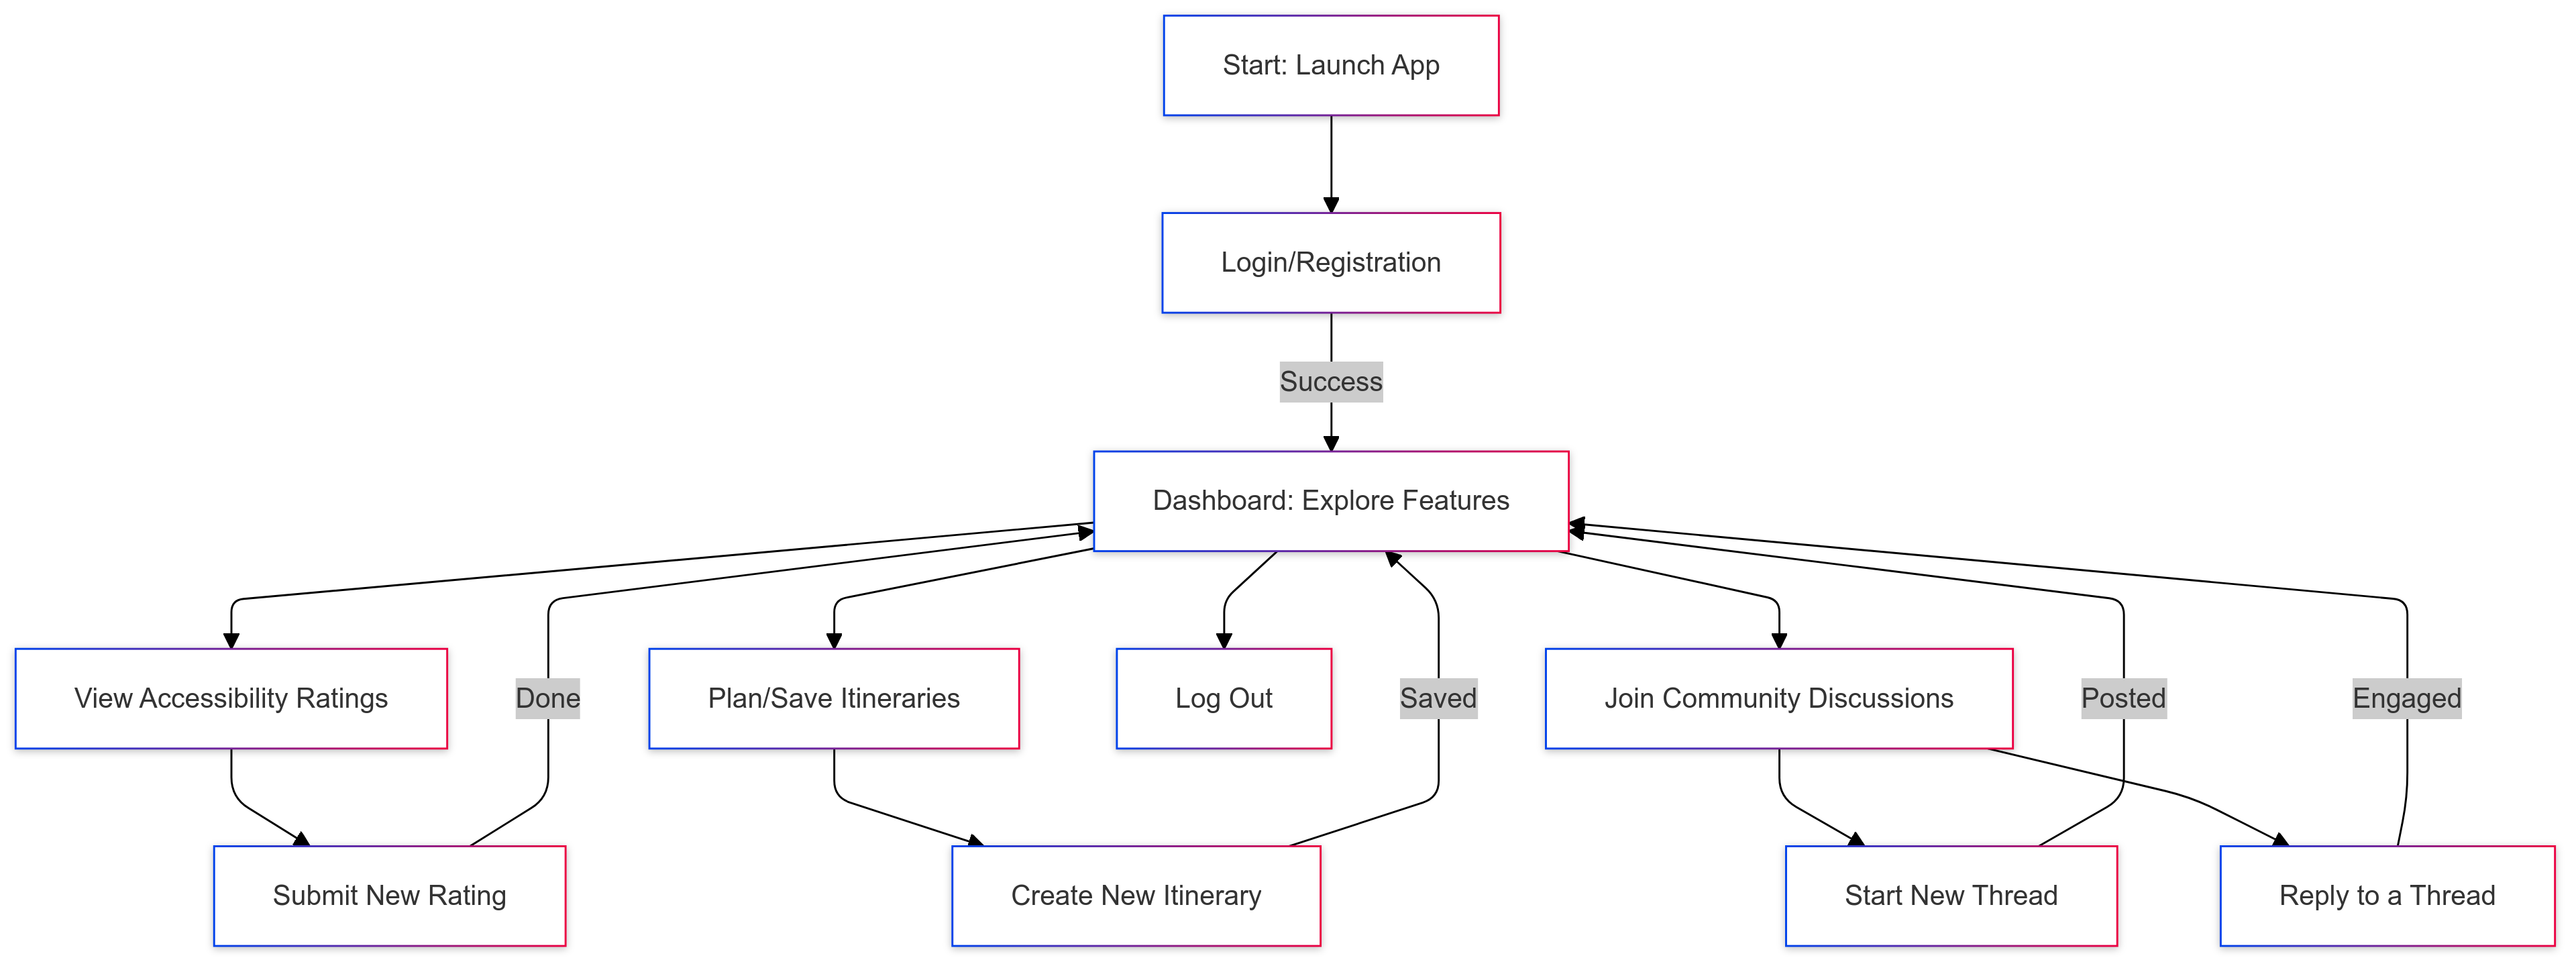 Start: Launch App
Login/Registration
Success
Dashboard: Explore Features
View Accessibility Ratings
Done
Plan/Save Itineraries
Log Out
Saved
Join Community Discussions
Posted
Engaged
Submit New Rating
Create New Itinerary
Start New Thread
Reply to a Thread